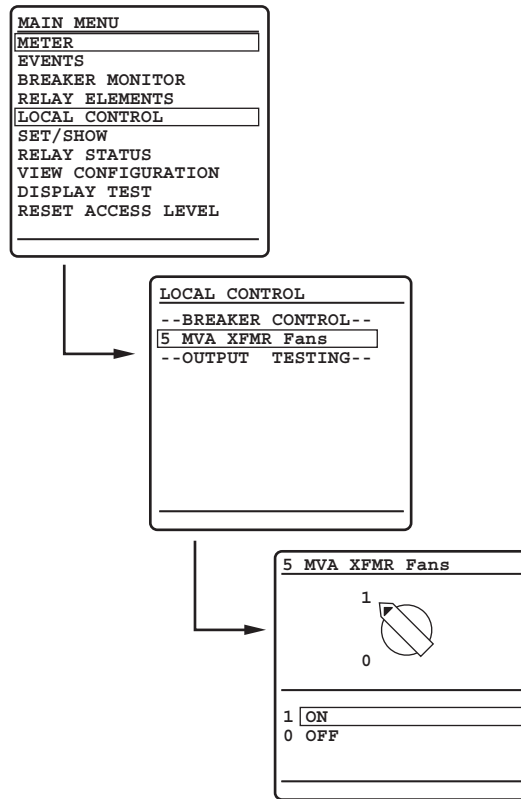 MAIN MENU
METER
EVENTS
BREAKER MONITOR
RELAY ELEMENTS
LOCAL CONTROL
SET/SHOW
RELAY STATUS
VIEW CONFIGURATION
DISPLAY TEST
RESET ACCESS LEVEL
LOCAL CONTROL
--BREAKER CONTROL--
5 MVA XFMR Fans
--OUTPUT TESTING--
5 MVA XFMR Fans
1
0
1 ON
0 OFF